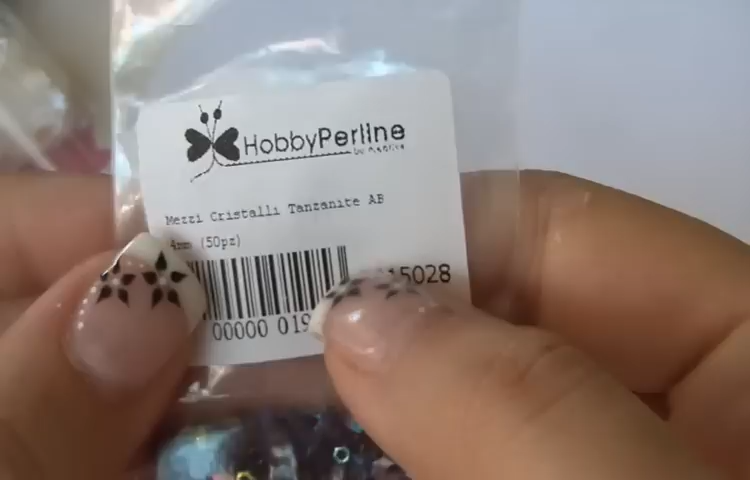 HobbyPerline
Mezzi Cristalli Tanzanite AB
4mm (50pz)
15028
00000 019